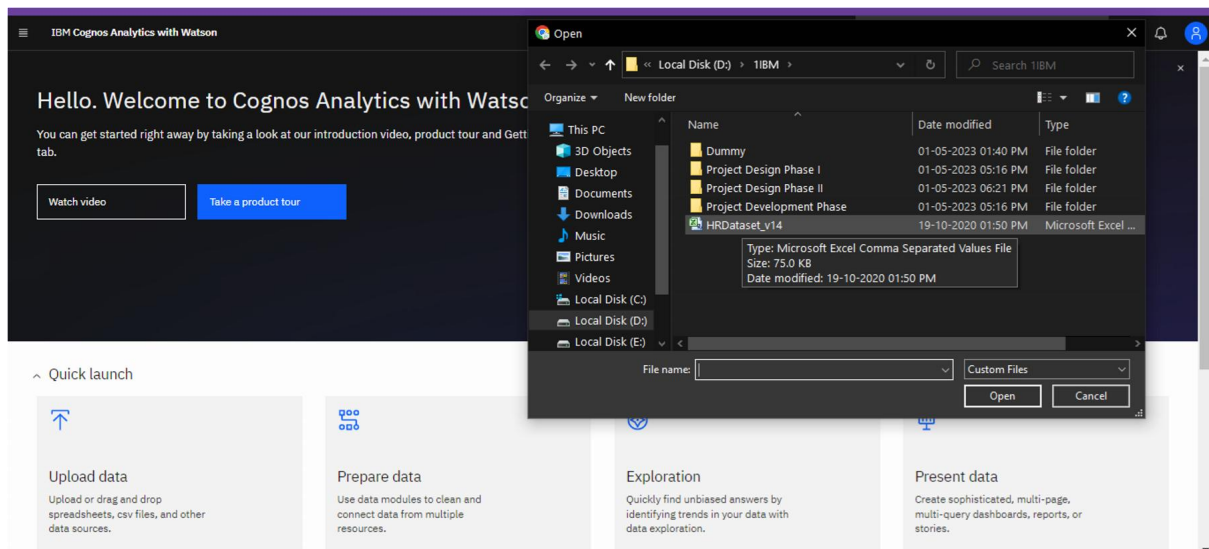 IBM Cognos Analytics with Watson
Hello. Welcome to Cognos Analytics with
You can get started right away by taking a look at our introduction video, product tour and
tab.
Watch video
Take a product tour
Open
Local Disk (D:) 1IBM
Search 1IBM
Organize
New folder
Name
Date modified
Type
This PC
3D Objects
Desktop
Documents
Downloads
Music
Pictures
Videos
Local Disk (C:)
Local Disk (D:)
Local Disk (E:)
Dummy 01-05-2023 01:40 PM File folder
Project Design Phase I 01-05-2023 05:16 PM File folder
Project Design Phase II 01-05-2023 06:21 PM File folder
Project Development Phase 01-05-2023 05:16 PM File folder
HRDataset_v14 19-10-2020 01:50 PM Microsoft Excel ...
Type: Microsoft Excel Comma Separated Values File
Size: 75.0 KB
Date modified: 19-10-2020 01:50 PM
File name:
Custom Files
Open
Cancel
Quick launch
Upload data
Upload or drag and drop
spreadsheets, csv files, and other
data sources.
Prepare data
Use data modules to clean and
connect data from multiple
resources.
Exploration
Quickly find unbiased answers by
identifying trends in your data with
data exploration.
Present data
Create sophisticated, multi-page,
multi-query dashboards, reports, or
stories.